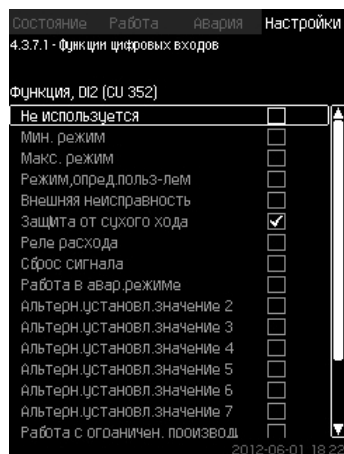 Состояние Работа Авария Настройки
4.3.7.1 - Функции цифровых входов
Функция, DI2 (CU 352)
Не используется
Мин. режим
Макс. режим
Режим,опред.польз-лем
Внешняя неисправность
Защита от сухого хода
Реле расхода
Сброс сигнала
Работа в авар.режиме
Альтерн.установл.значение 2
Альтерн.установл.значение 3
Альтерн.установл.значение 4
Альтерн.установл.значение 5
Альтерн.установл.значение 6
Альтерн.установл.значение 7
Работа с ограничен. производ
2012-06-01 18:22